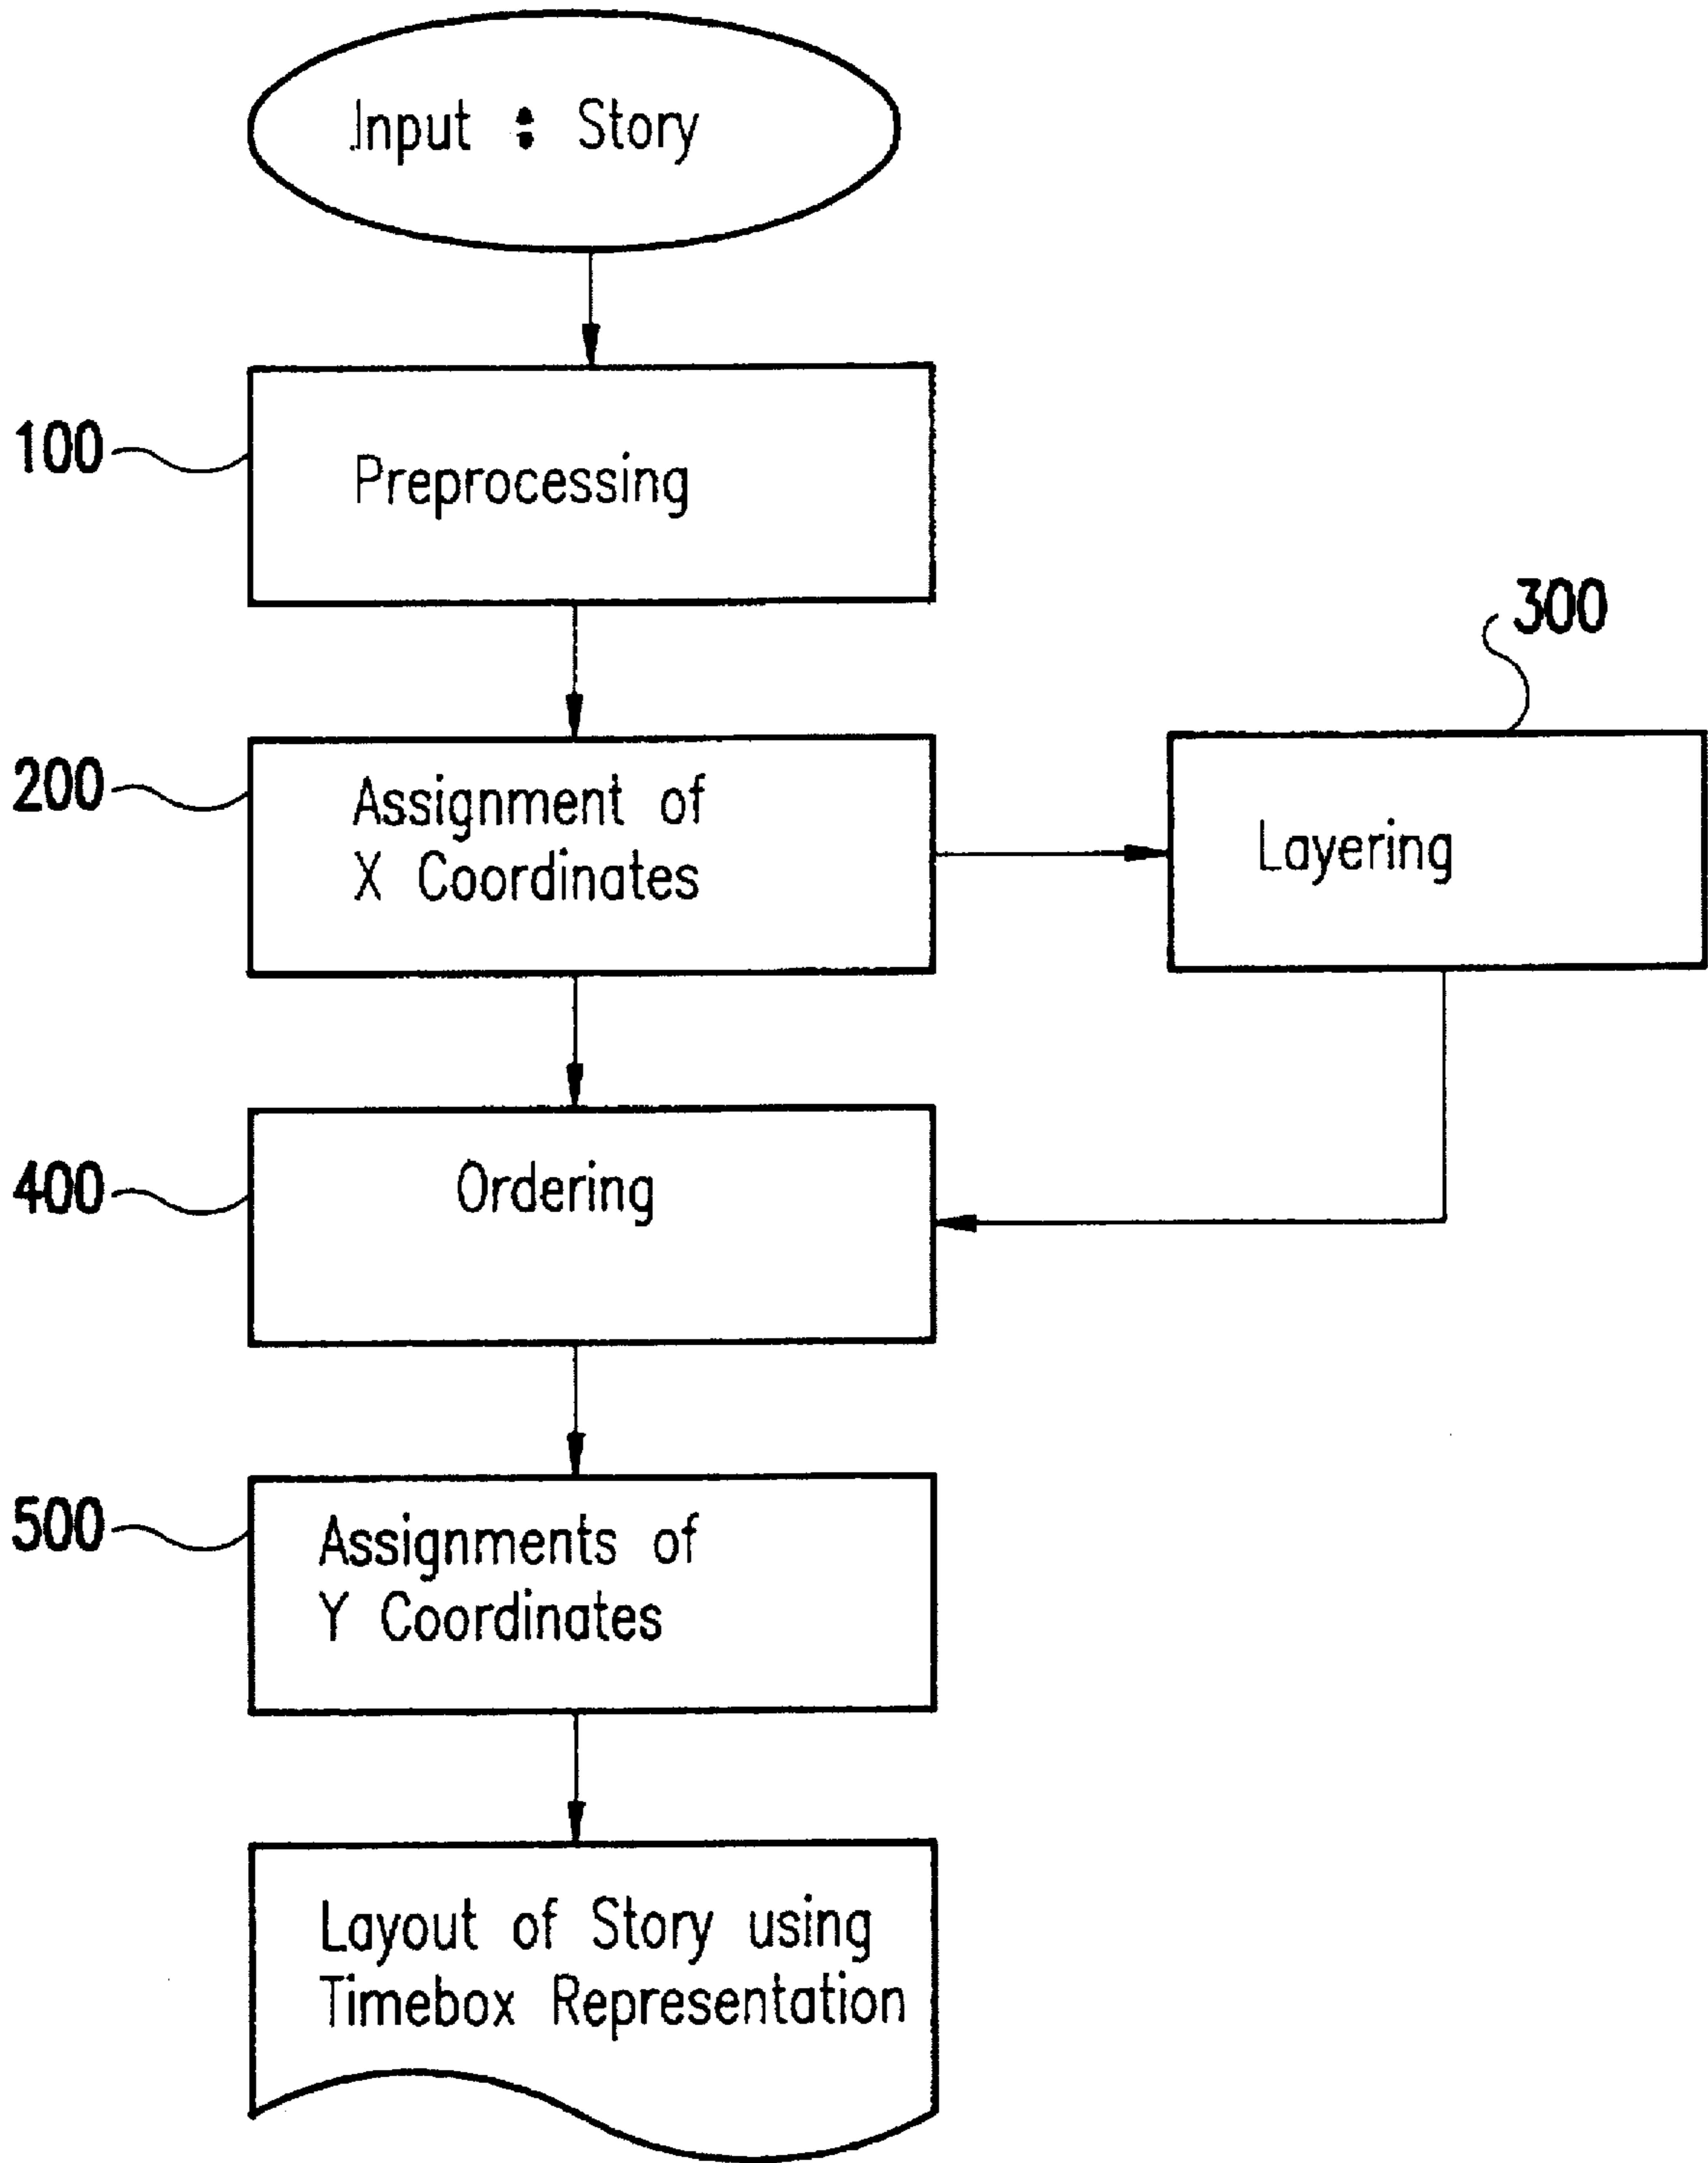 Input : Story
100
Preprocessing
200
Assignment of
X Coordinates
300
Layering
400
Ordering
500
Assignments of
Y Coordinates
Layout of Story using
Timebox Representation